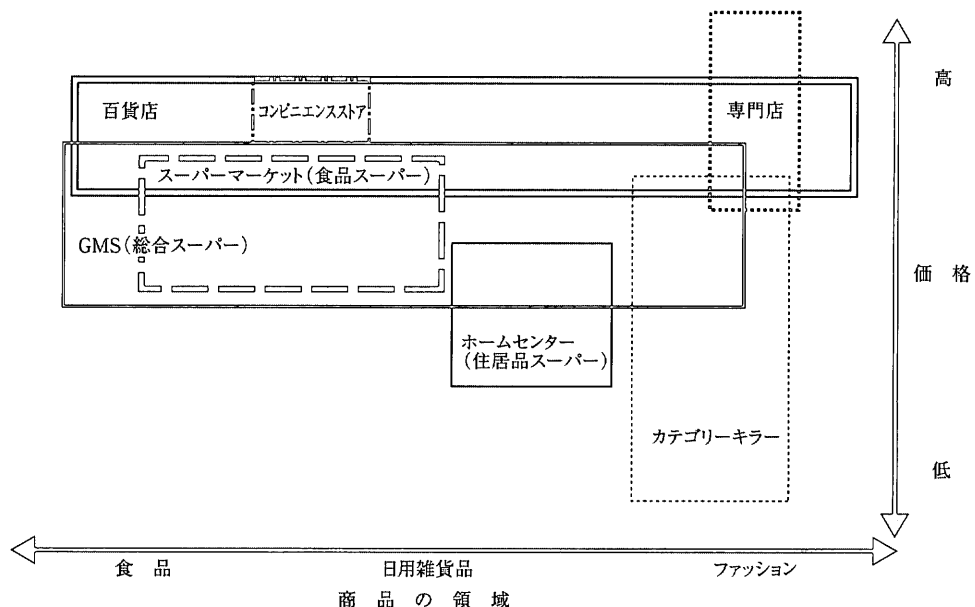 高
百貨店
コンビニエンスストア
専門店
スーパーマーケット(食品スーパー)
GMS(総合スーパー)
価 格
ホームセンター
(住居品スーパー)
カテゴリーキラー
低
食 品
日用雑貨品
ファッション
商 品 の 領 域